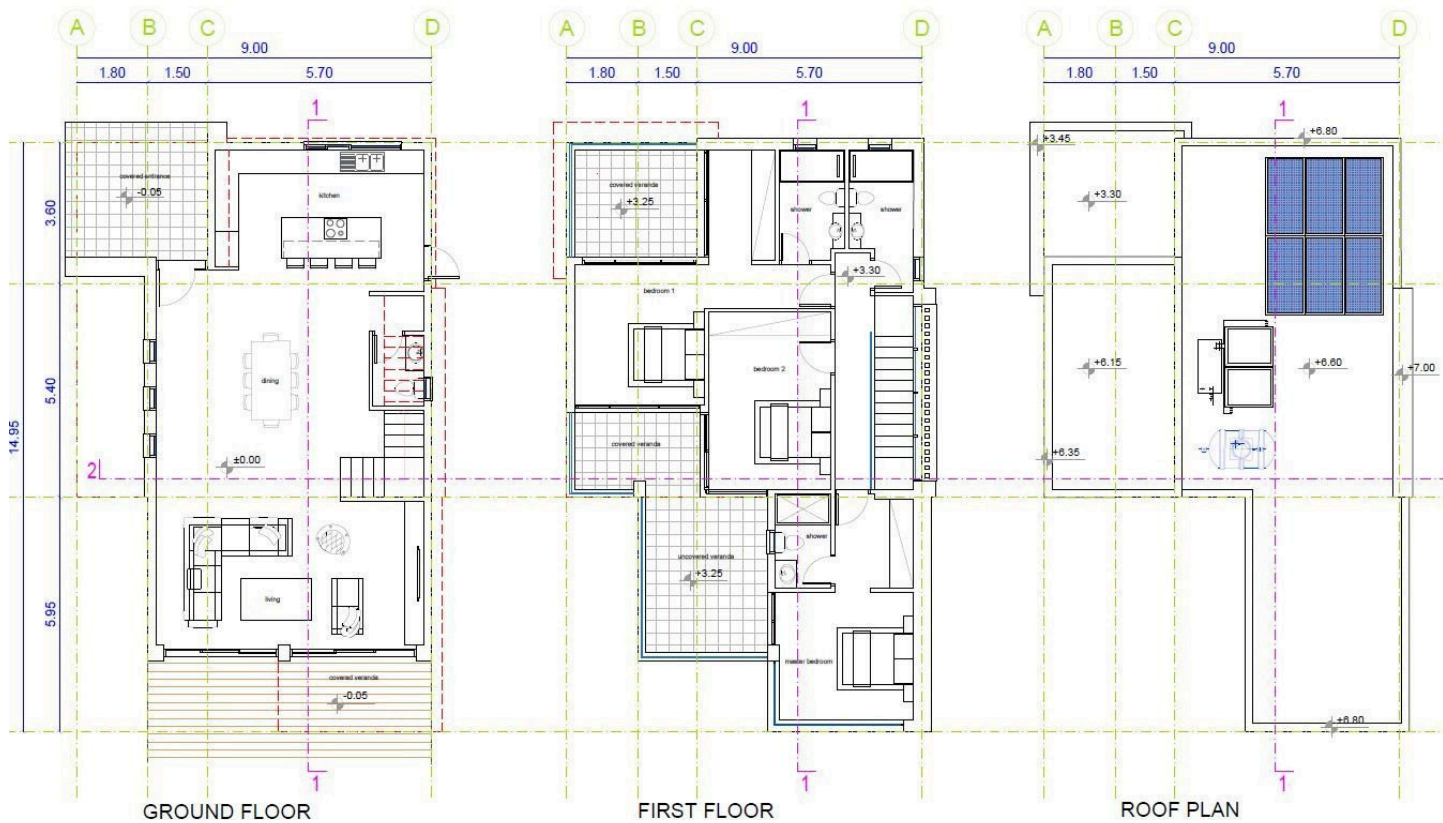 A B C D
9.00
1.80 1.50 5.70
1
covered entrance
-0.05
kitchen
3.60
5.40
14.95
dining
±0.00
2
5.95
living
covered veranda
-0.05
1
GROUND FLOOR
A B C D
9.00
1.80 1.50 5.70
1
covered veranda
+3.25
shower
shower
+3.30
bedroom 1
bedroom 2
covered veranda
uncovered veranda
+3.25
shower
master bedroom
1
FIRST FLOOR
A B C D
9.00
1.80 1.50 5.70
1
+3.45
+6.80
+3.30
+6.15
+6.60
+7.00
+6.35
+6.80
1
ROOF PLAN